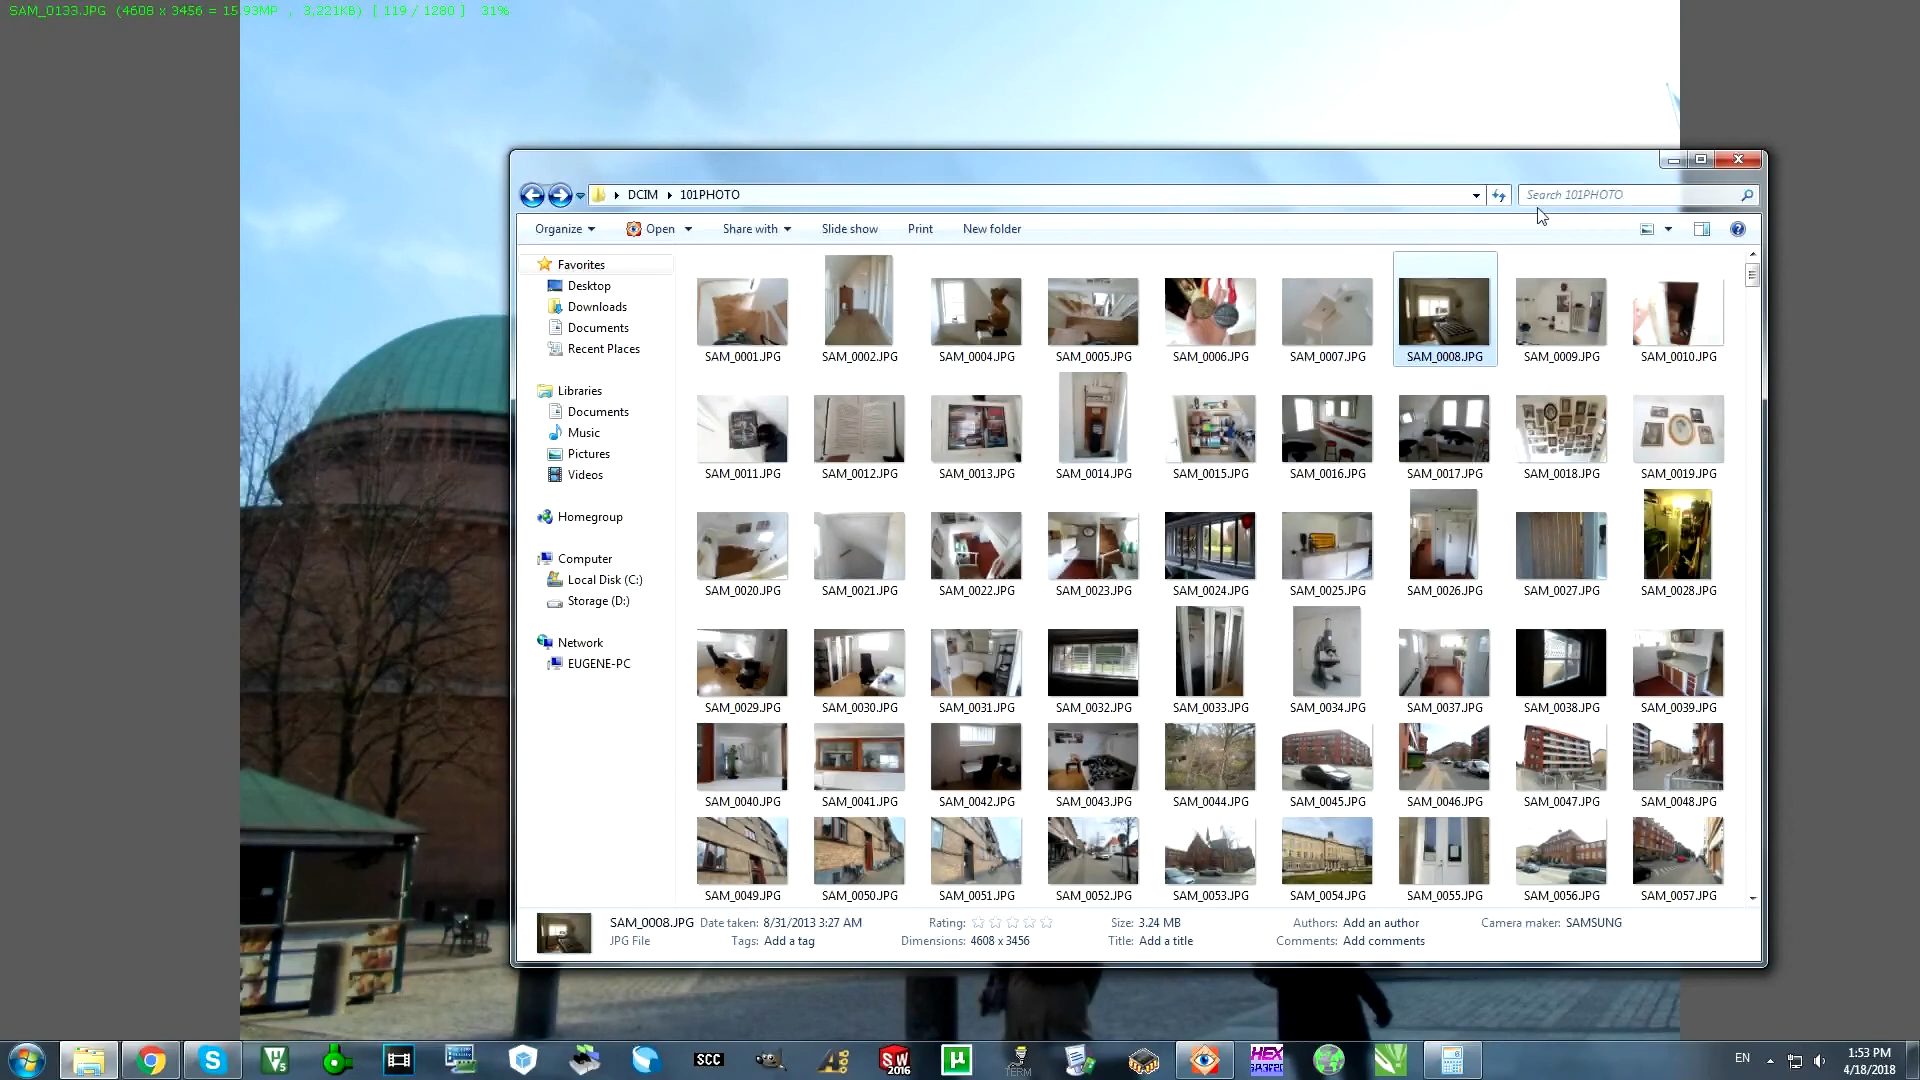 SAM_0133.JPG (4608 x 3456 = 15.93MP , 3,221KB) [ 119 / 1280 ] 31%
DCIM 101PHOTO
Search 101PHOTO
Organize Open Share with Slide show Print New folder
Favorites
Desktop
Downloads
Documents
Recent Places
Libraries
Documents
Music
Pictures
Videos
Homegroup
Computer
Local Disk (C:)
Storage (D:)
Network
EUGENE-PC
SAM_0001.JPG SAM_0002.JPG SAM_0004.JPG SAM_0005.JPG SAM_0006.JPG SAM_0007.JPG SAM_0008.JPG SAM_0009.JPG SAM_0010.JPG
SAM_0011.JPG SAM_0012.JPG SAM_0013.JPG SAM_0014.JPG SAM_0015.JPG SAM_0016.JPG SAM_0017.JPG SAM_0018.JPG SAM_0019.JPG
SAM_0020.JPG SAM_0021.JPG SAM_0022.JPG SAM_0023.JPG SAM_0024.JPG SAM_0025.JPG SAM_0026.JPG SAM_0027.JPG SAM_0028.JPG
SAM_0029.JPG SAM_0030.JPG SAM_0031.JPG SAM_0032.JPG SAM_0033.JPG SAM_0034.JPG SAM_0037.JPG SAM_0038.JPG SAM_0039.JPG
SAM_0040.JPG SAM_0041.JPG SAM_0042.JPG SAM_0043.JPG SAM_0044.JPG SAM_0045.JPG SAM_0046.JPG SAM_0047.JPG SAM_0048.JPG
SAM_0049.JPG SAM_0050.JPG SAM_0051.JPG SAM_0052.JPG SAM_0053.JPG SAM_0054.JPG SAM_0055.JPG SAM_0056.JPG SAM_0057.JPG
SAM_0008.JPG Date taken: 8/31/2013 3:27 AM Rating: Size: 3.24 MB Authors: Add an author Camera maker: SAMSUNG
JPG File Tags: Add a tag Dimensions: 4608 x 3456 Title: Add a title Comments: Add comments
SCC
SW
2016
TERM
HEX
EN
1:53 PM
4/18/2018